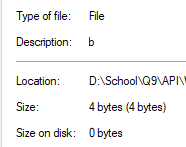 Type of file: File
Description: b
Location: D:\School\Q9\API\
Size: 4 bytes (4 bytes)
Size on disk: 0 bytes